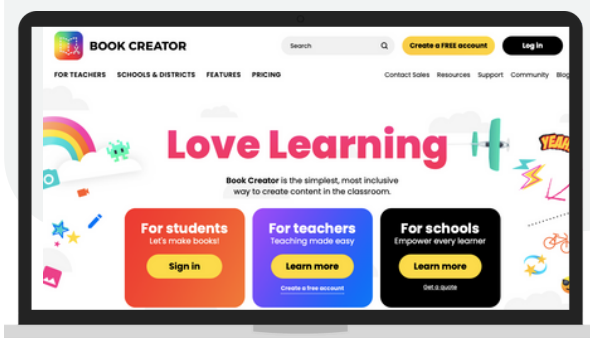 BOOK CREATOR
Search
Create a FREE account
Log in
FOR TEACHERS SCHOOLS & DISTRICTS FEATURES PRICING
Contact Sales Resources Support Community Blog
Love Learning
YEAH
Book Creator is the simplest, most inclusive
way to create content in the classroom.
For students
Let's make books!
Sign in
For teachers
Teaching made easy
Learn more
Create a free account
For schools
Empower every learner
Learn more
Get a quote